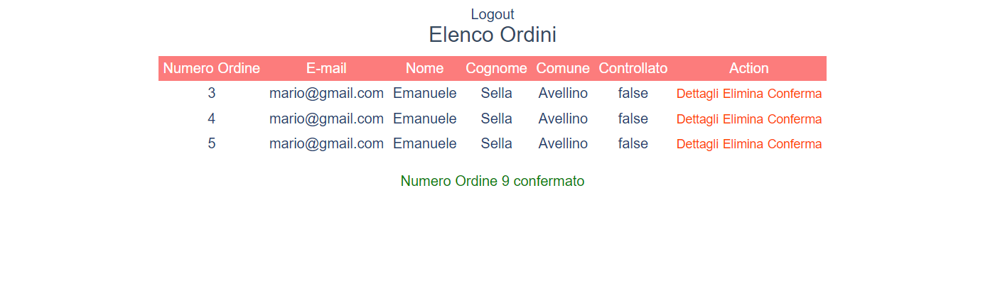 Logout
Elenco Ordini
Numero Ordine E-mail Nome Cognome Comune Controllato Action
3 mario@gmail.com Emanuele Sella Avellino false Dettagli Elimina Conferma
4 mario@gmail.com Emanuele Sella Avellino false Dettagli Elimina Conferma
5 mario@gmail.com Emanuele Sella Avellino false Dettagli Elimina Conferma
Numero Ordine 9 confermato